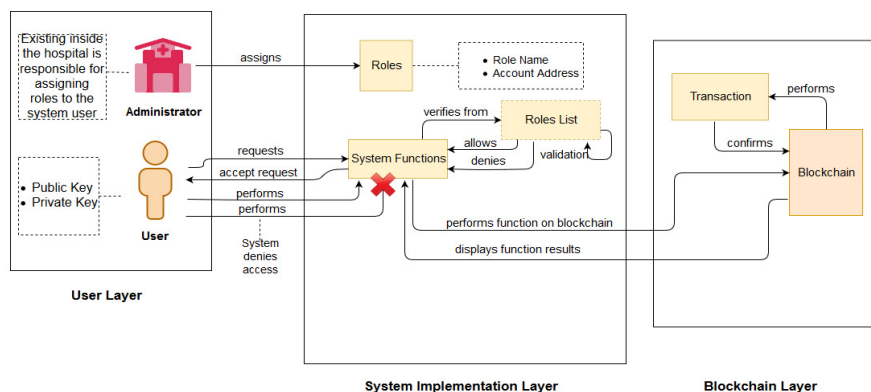 Existing inside
the hospital is
responsible for
assigning
roles to the
system user
Administrator
assigns
Roles
Role Name
Account Address
Public Key
Private Key
User
requests
accept request
performs
performs
System
denies
access
System Functions
verifies from
Roles List
allows
denies
validation
performs function on blockchain
displays function results
Transaction
performs
confirms
Blockchain
User Layer
System Implementation Layer
Blockchain Layer